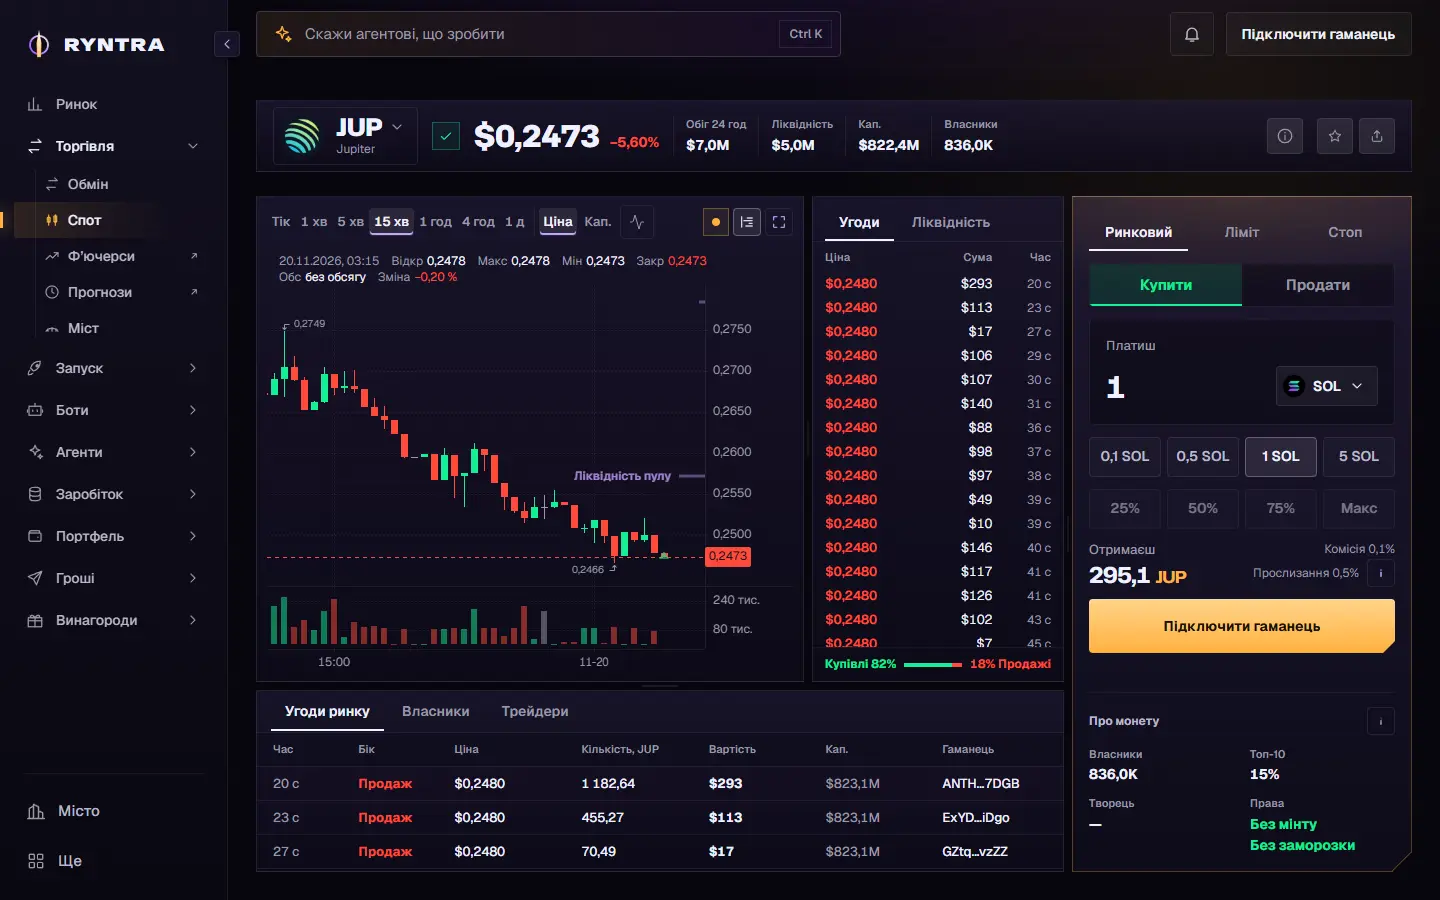 RYNTRA
Скажи агентові, що зробити
Ctrl K
Підключити гаманець
Ринок
Торгівля
Обмін
Спот
Ф'ючерси
Прогнози
Міст
Запуск
Боти
Агенти
Заробіток
Портфель
Гроші
Винагороди
Місто
Ще
JUP
Jupiter
$0,2473 −5,60%
Обіг 24 год
$7,0M
Ліквідність
$5,0M
Кап.
$822,4M
Власники
836,0K
Тік 1 хв 5 хв 15 хв 1 год 4 год 1 д Ціна Кап.
20.11.2026, 03:15 Відкр 0,2478 Макс 0,2478 Мін 0,2473 Закр 0,2473
Обс без обсягу Зміна −0,20 %
0,2749
0,2750
0,2700
0,2650
0,2600
Ліквідність пулу
0,2550
0,2500
0,2473
0,2466
240 тис.
80 тис.
15:00 11-20
Угоди Ліквідність
Ціна Сума Час
$0,2480 $293 20 с
$0,2480 $113 23 с
$0,2480 $17 27 с
$0,2480 $106 29 с
$0,2480 $107 30 с
$0,2480 $140 31 с
$0,2480 $88 36 с
$0,2480 $98 37 с
$0,2480 $97 38 с
$0,2480 $49 39 с
$0,2480 $10 39 с
$0,2480 $146 40 с
$0,2480 $117 41 с
$0,2480 $126 41 с
$0,2480 $102 43 с
$0,2480 $7 45 с
Купівлі 82% 18% Продажі
Ринковий Ліміт Стоп
Купити Продати
Платиш
1 SOL
0,1 SOL 0,5 SOL 1 SOL 5 SOL
25% 50% 75% Макс
Отримаєш Комісія 0,1%
295,1 JUP Прослизання 0,5%
Підключити гаманець
Про монету
Власники Топ-10
836,0K 15%
Творець Права
— Без мінту
Без заморозки
Угоди ринку Власники Трейдери
Час Бік Ціна Кількість, JUP Вартість Кап. Гаманець
20 с Продаж $0,2480 1 182,64 $293 $823,1M ANTH...7DGB
23 с Продаж $0,2480 455,27 $113 $823,1M ExYD...iDgo
27 с Продаж $0,2480 70,49 $17 $823,1M GZtq...vzZZ